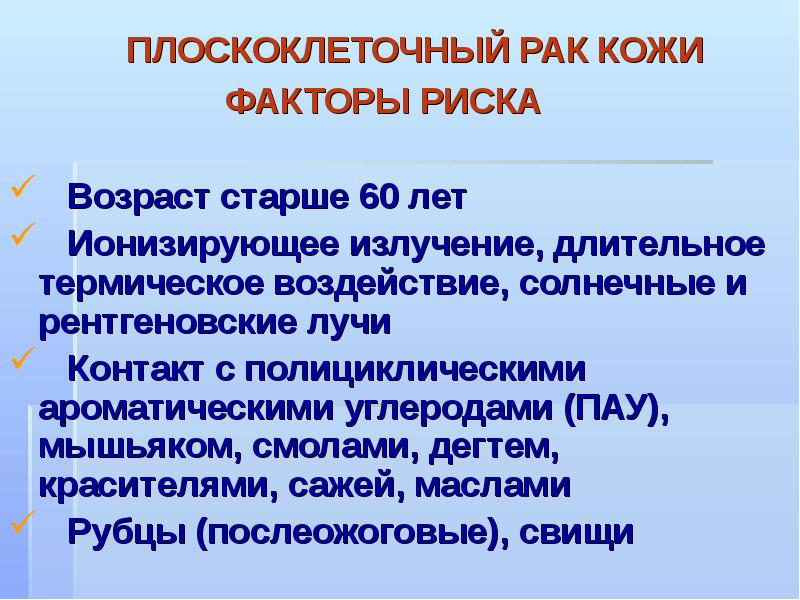 ПЛОСКОКЛЕТОЧНЫЙ РАК КОЖИ
ФАКТОРЫ РИСКА
Возраст старше 60 лет
Ионизирующее излучение, длительное
термическое воздействие, солнечные и
рентгеновские лучи
Контакт с полициклическими
ароматическими углеродами (ПАУ),
мышьяком, смолами, дегтем,
красителями, сажей, маслами
Рубцы (послеожоговые), свищи